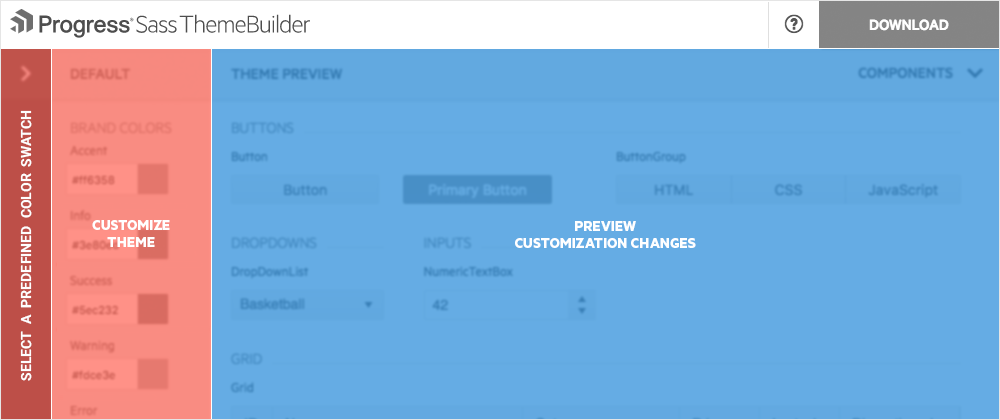 Progress® Sass ThemeBuilder
?
DOWNLOAD
SELECT A PREDEFINED COLOR SWATCH
DEFAULT
BRAND COLORS
Accent
#ff6358
Info
Success
#5ec232
Warning
#fdce3e
Error
CUSTOMIZE
THEME
THEME PREVIEW
COMPONENTS
BUTTONS
Button
ButtonGroup
Button
Primary Button
HTML
CSS
JavaScript
PREVIEW
CUSTOMIZATION CHANGES
DROPDOWNS
INPUTS
DropDownList
NumericTextBox
Basketball
42
GRID
Grid